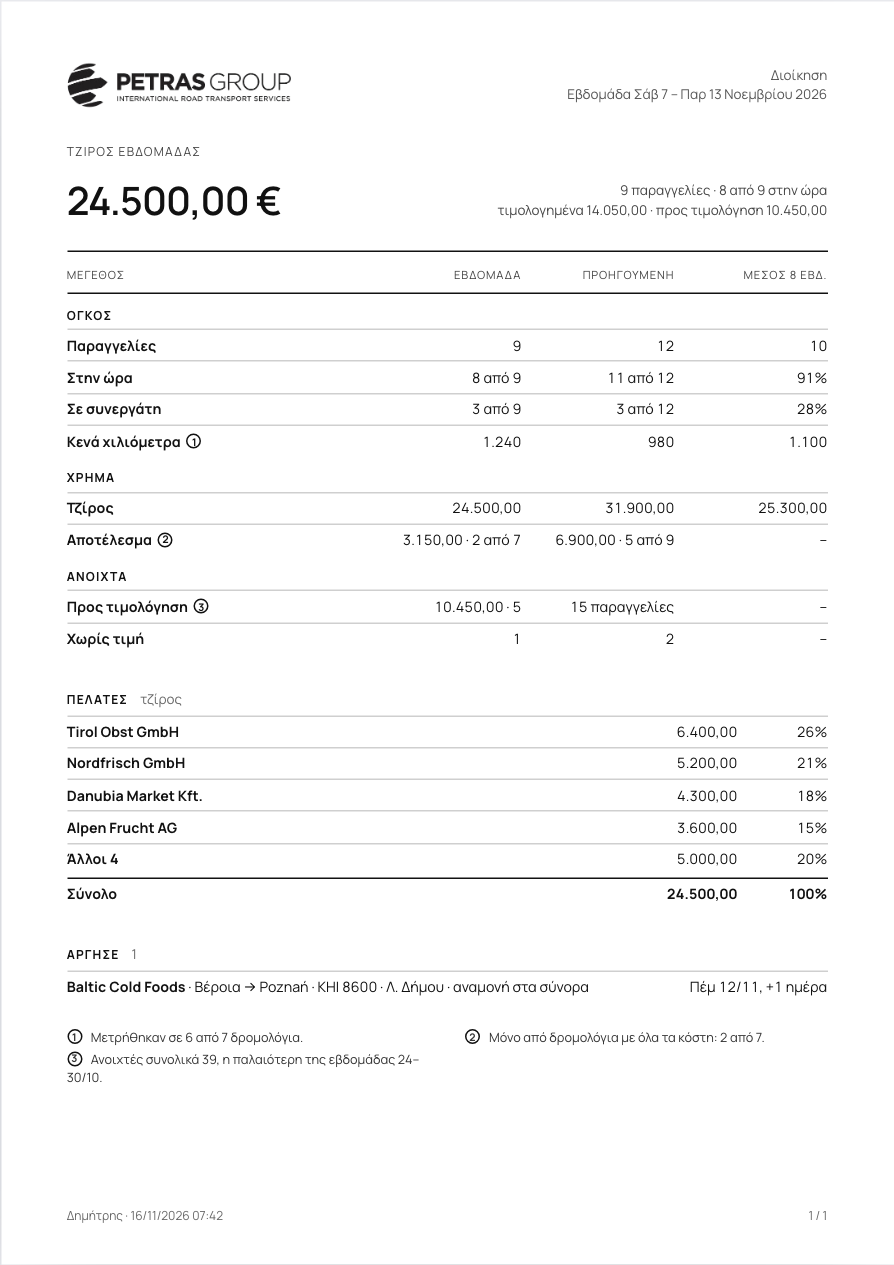 PETRAS GROUP
INTERNATIONAL ROAD TRANSPORT SERVICES
Διοίκηση
Εβδομάδα Σάβ 7 – Παρ 13 Νοεμβρίου 2026
ΤΖΙΡΟΣ ΕΒΔΟΜΑΔΑΣ
24.500,00 €
9 παραγγελίες · 8 από 9 στην ώρα
τιμολογημένα 14.050,00 · προς τιμολόγηση 10.450,00
ΜΕΓΕΘΟΣ ΕΒΔΟΜΑΔΑ ΠΡΟΗΓΟΥΜΕΝΗ ΜΕΣΟΣ 8 ΕΒΔ.
ΟΓΚΟΣ
Παραγγελίες 9 12 10
Στην ώρα 8 από 9 11 από 12 91%
Σε συνεργάτη 3 από 9 3 από 12 28%
Κενά χιλιόμετρα ① 1.240 980 1.100
ΧΡΗΜΑ
Τζίρος 24.500,00 31.900,00 25.300,00
Αποτέλεσμα ② 3.150,00 · 2 από 7 6.900,00 · 5 από 9 –
ΑΝΟΙΧΤΑ
Προς τιμολόγηση ③ 10.450,00 · 5 15 παραγγελίες –
Χωρίς τιμή 1 2 –
ΠΕΛΑΤΕΣ τζίρος
Tirol Obst GmbH 6.400,00 26%
Nordfrisch GmbH 5.200,00 21%
Danubia Market Kft. 4.300,00 18%
Alpen Frucht AG 3.600,00 15%
Άλλοι 4 5.000,00 20%
Σύνολο 24.500,00 100%
ΑΡΓΗΣΕ 1
Baltic Cold Foods · Βέροια → Poznań · KHI 8600 · Λ. Δήμου · αναμονή στα σύνορα Πέμ 12/11, +1 ημέρα
① Μετρήθηκαν σε 6 από 7 δρομολόγια.
② Μόνο από δρομολόγια με όλα τα κόστη: 2 από 7.
③ Ανοιχτές συνολικά 39, η παλαιότερη της εβδομάδας 24–
30/10.
Δημήτρης · 16/11/2026 07:42 1 / 1